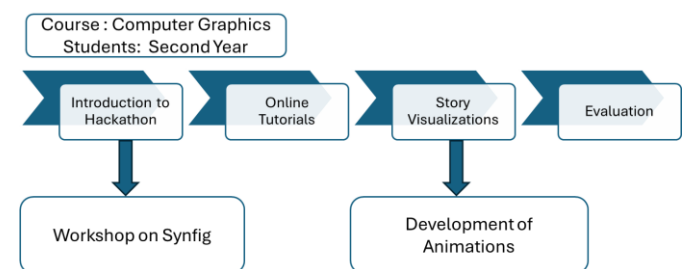 Course : Computer Graphics
Students: Second Year
Introduction to
Hackathon
Online
Tutorials
Story
Visualizations
Evaluation
Workshop on Synfig
Development of
Animations